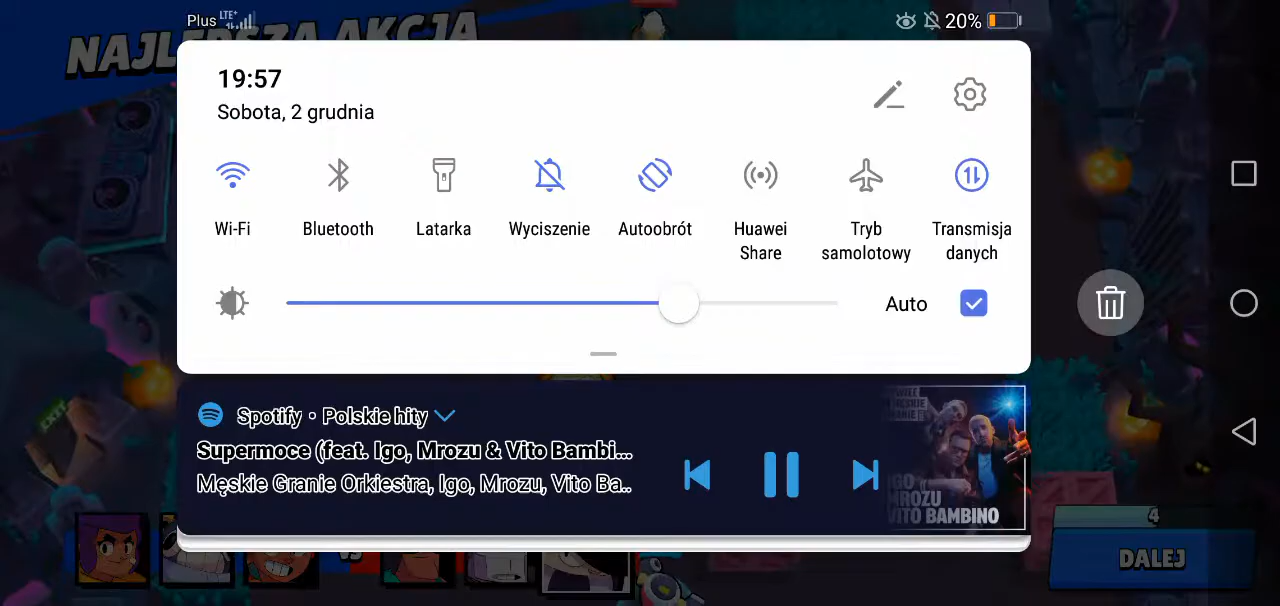 Plus LTE+ 20%
NAJLEPSZA AKCJA
19:57
Sobota, 2 grudnia
Wi-Fi
Bluetooth
Latarka
Wyciszenie
Autoobrót
Huawei
Share
Tryb
samolotowy
Transmisja
danych
Auto
Spotify • Polskie hity
Supermoce (feat. Igo, Mrozu & Vito Bambi...
Męskie Granie Orkiestra, Igo, Mrozu, Vito Ba..
IGO
MROZU
VITO BAMBINO
EXIT
4
DALEJ